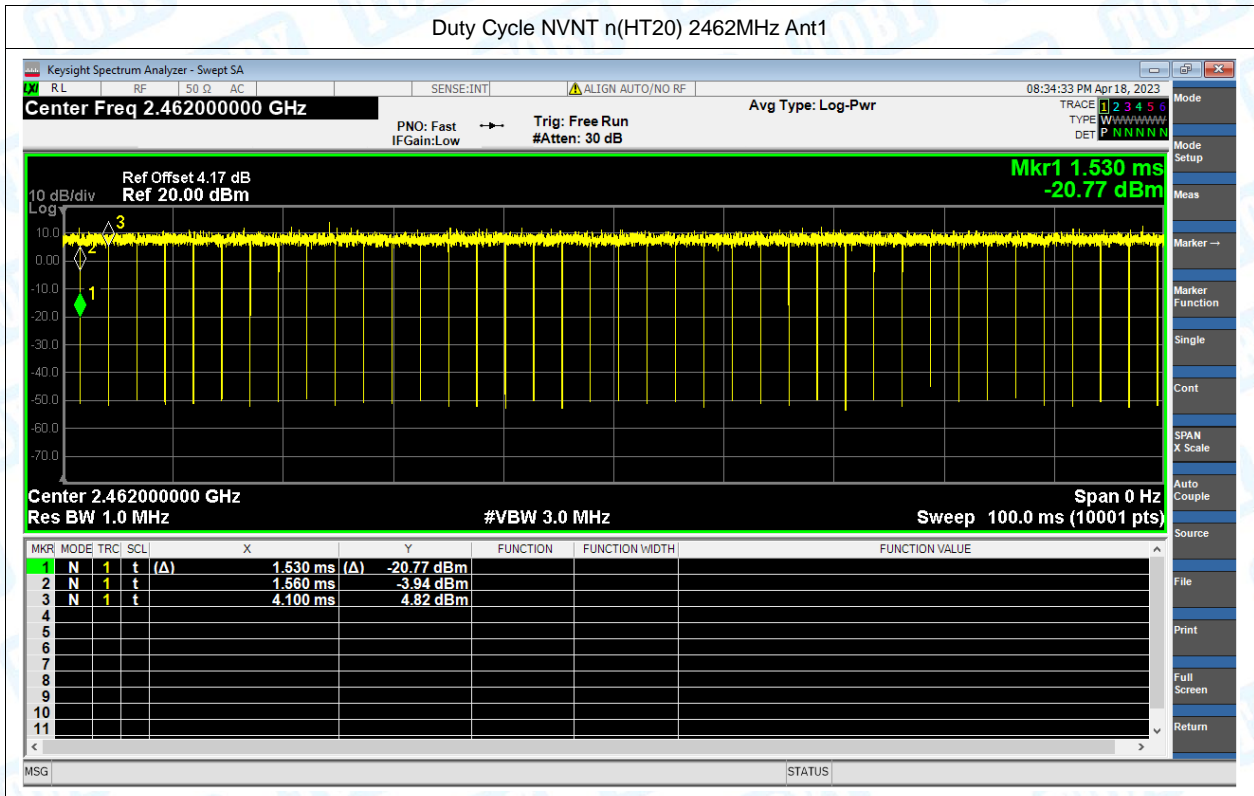 Duty Cycle NVNT n(HT20) 2462MHz Ant1
Keysight Spectrum Analyzer - Swept SA
LXI RL RF 50 Ω AC SENSE:INT ALIGN AUTO/NO RF 08:34:33 PM Apr 18, 2023
Center Freq 2.462000000 GHz Avg Type: Log-Pwr TRACE 1 2 3 4 5 6
PNO: Fast Trig: Free Run TYPE WWWWWWW
IFGain:Low #Atten: 30 dB DET P N N N N N
Mkr1 1.530 ms
Ref Offset 4.17 dB
10 dB/div Ref 20.00 dBm -20.77 dBm
Log
10.0
0.00
-10.0
-20.0
-30.0
-40.0
-50.0
-60.0
-70.0
3
2
1
Center 2.462000000 GHz Span 0 Hz
Res BW 1.0 MHz #VBW 3.0 MHz Sweep 100.0 ms (10001 pts)
MKR MODE TRC SCL X Y FUNCTION FUNCTION WIDTH FUNCTION VALUE
1 N 1 t (Δ) 1.530 ms (Δ) -20.77 dBm
2 N 1 t 1.560 ms -3.94 dBm
3 N 1 t 4.100 ms 4.82 dBm
4
5
6
7
8
9
10
11
MSG STATUS
Mode
Mode
Setup
Meas
Marker →
Marker
Function
Single
Cont
SPAN
X Scale
Auto
Couple
Source
File
Print
Full
Screen
Return
TOBY